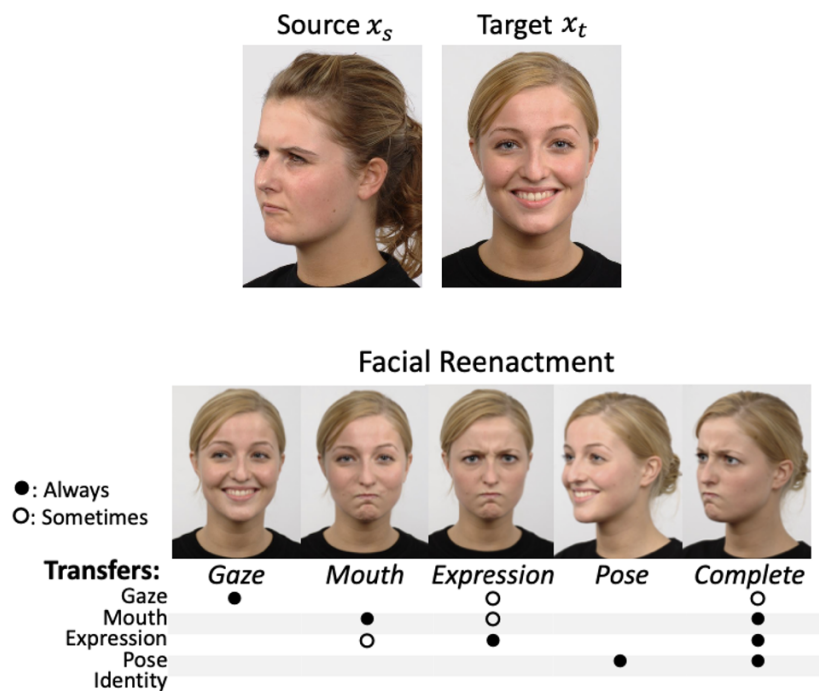 Source xₛ Target xₜ
Facial Reenactment
●: Always
○: Sometimes
Transfers: Gaze Mouth Expression Pose Complete
Gaze ● ○ ○
Mouth ● ○ ●
Expression ○ ● ●
Pose ● ●
Identity